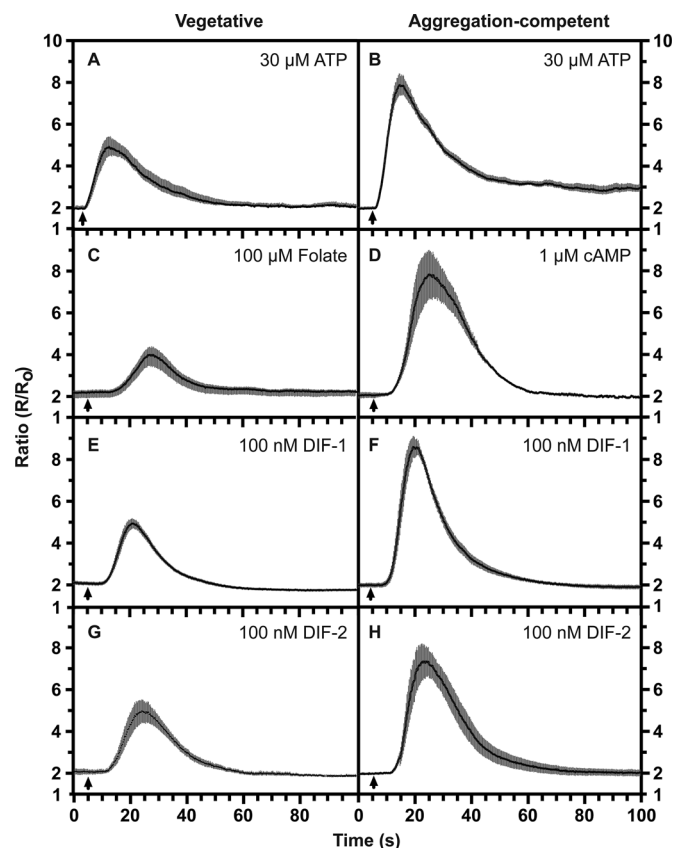 Vegetative Aggregation-competent
10 10
A 30 µM ATP B 30 µM ATP
8 8
6 6
4 4
2 2
1 1
C 100 µM Folate D 1 µM cAMP
8 8
6 6
4 4
2 2
1 1
Ratio (R/R0)
E 100 nM DIF-1 F 100 nM DIF-1
8 8
6 6
4 4
2 2
1 1
G 100 nM DIF-2 H 100 nM DIF-2
8 8
6 6
4 4
2 2
1 1
0 20 40 60 80 0 20 40 60 80 100
Time (s)